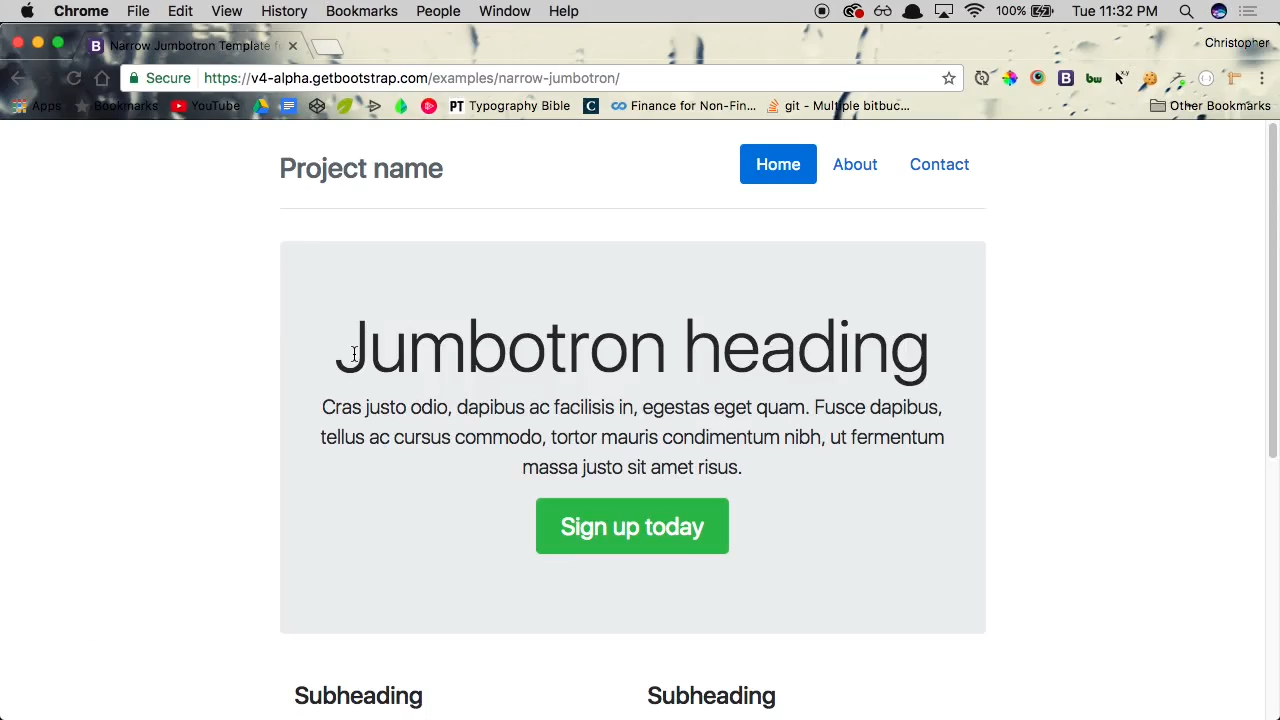 Chrome File Edit View History Bookmarks People Window Help 100% Tue 11:32 PM
B Narrow Jumbotron Template f Christopher
Secure https://v4-alpha.getbootstrap.com/examples/narrow-jumbotron/ B bw
Apps Bookmarks YouTube PT Typography Bible C Finance for Non-Fin... git - Multiple bitbuc... Other Bookmarks
Project name Home About Contact
Jumbotron heading
Cras justo odio, dapibus ac facilisis in, egestas eget quam. Fusce dapibus,
tellus ac cursus commodo, tortor mauris condimentum nibh, ut fermentum
massa justo sit amet risus.
Sign up today
Subheading Subheading